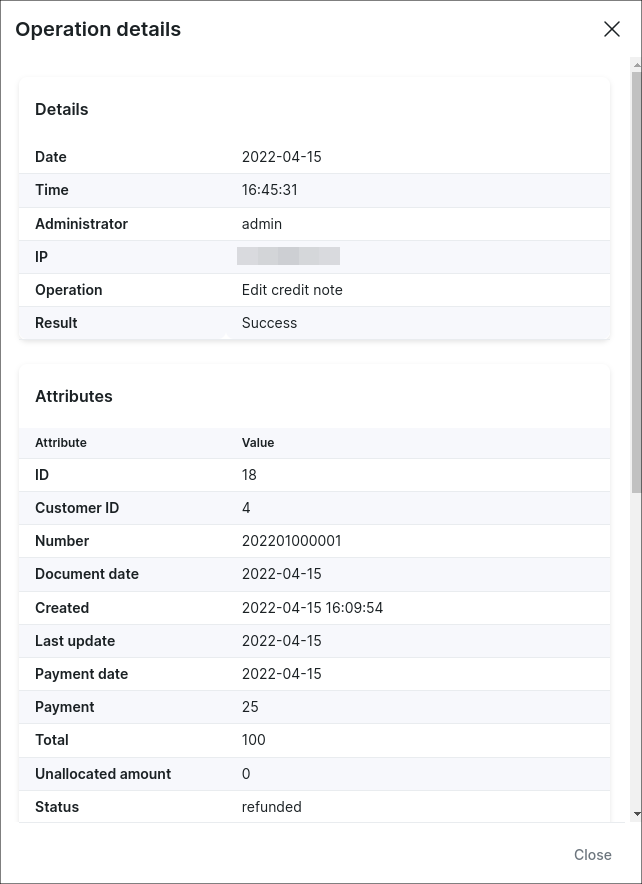 Operation details
Details
Date 2022-04-15
Time 16:45:31
Administrator admin
IP
Operation Edit credit note
Result Success
Attributes
Attribute Value
ID 18
Customer ID 4
Number 202201000001
Document date 2022-04-15
Created 2022-04-15 16:09:54
Last update 2022-04-15
Payment date 2022-04-15
Payment 25
Total 100
Unallocated amount 0
Status refunded
Close